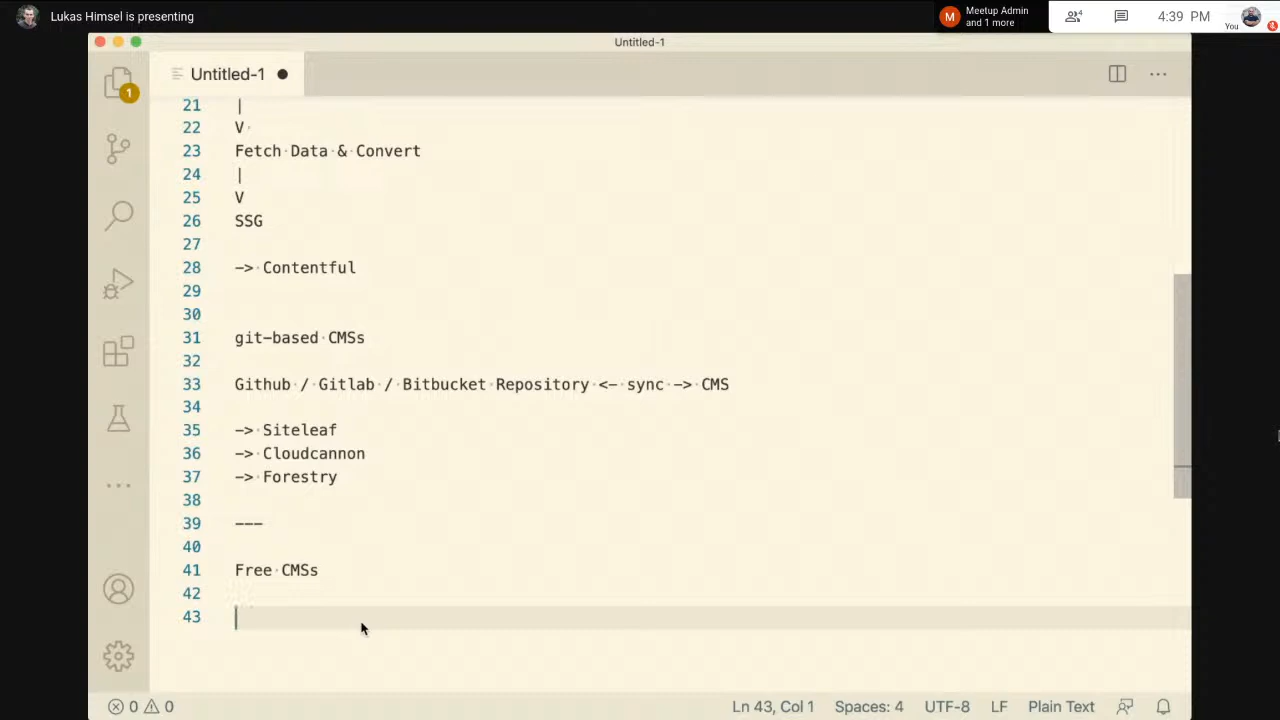 Lukas Himsel is presenting
M
Meetup Admin
and 1 more
4
4:39 PM
You
Untitled-1
Untitled-1
1
21 |
22 V
23 Fetch Data & Convert
24 |
25 V
26 SSG
27
28 -> Contentful
29
30
31 git-based CMSs
32
33 Github / Gitlab / Bitbucket Repository <- sync -> CMS
34
35 -> Siteleaf
36 -> Cloudcannon
37 -> Forestry
38
39 ---
40
41 Free CMSs
42
43
0 0
Ln 43, Col 1 Spaces: 4 UTF-8 LF Plain Text